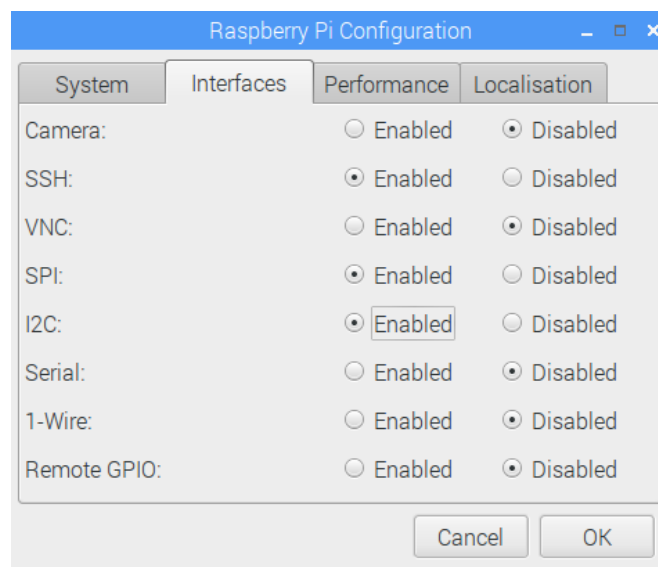 Raspberry Pi Configuration
System Interfaces Performance Localisation
Camera: Enabled Disabled
SSH: Enabled Disabled
VNC: Enabled Disabled
SPI: Enabled Disabled
I2C: Enabled Disabled
Serial: Enabled Disabled
1-Wire: Enabled Disabled
Remote GPIO: Enabled Disabled
Cancel OK